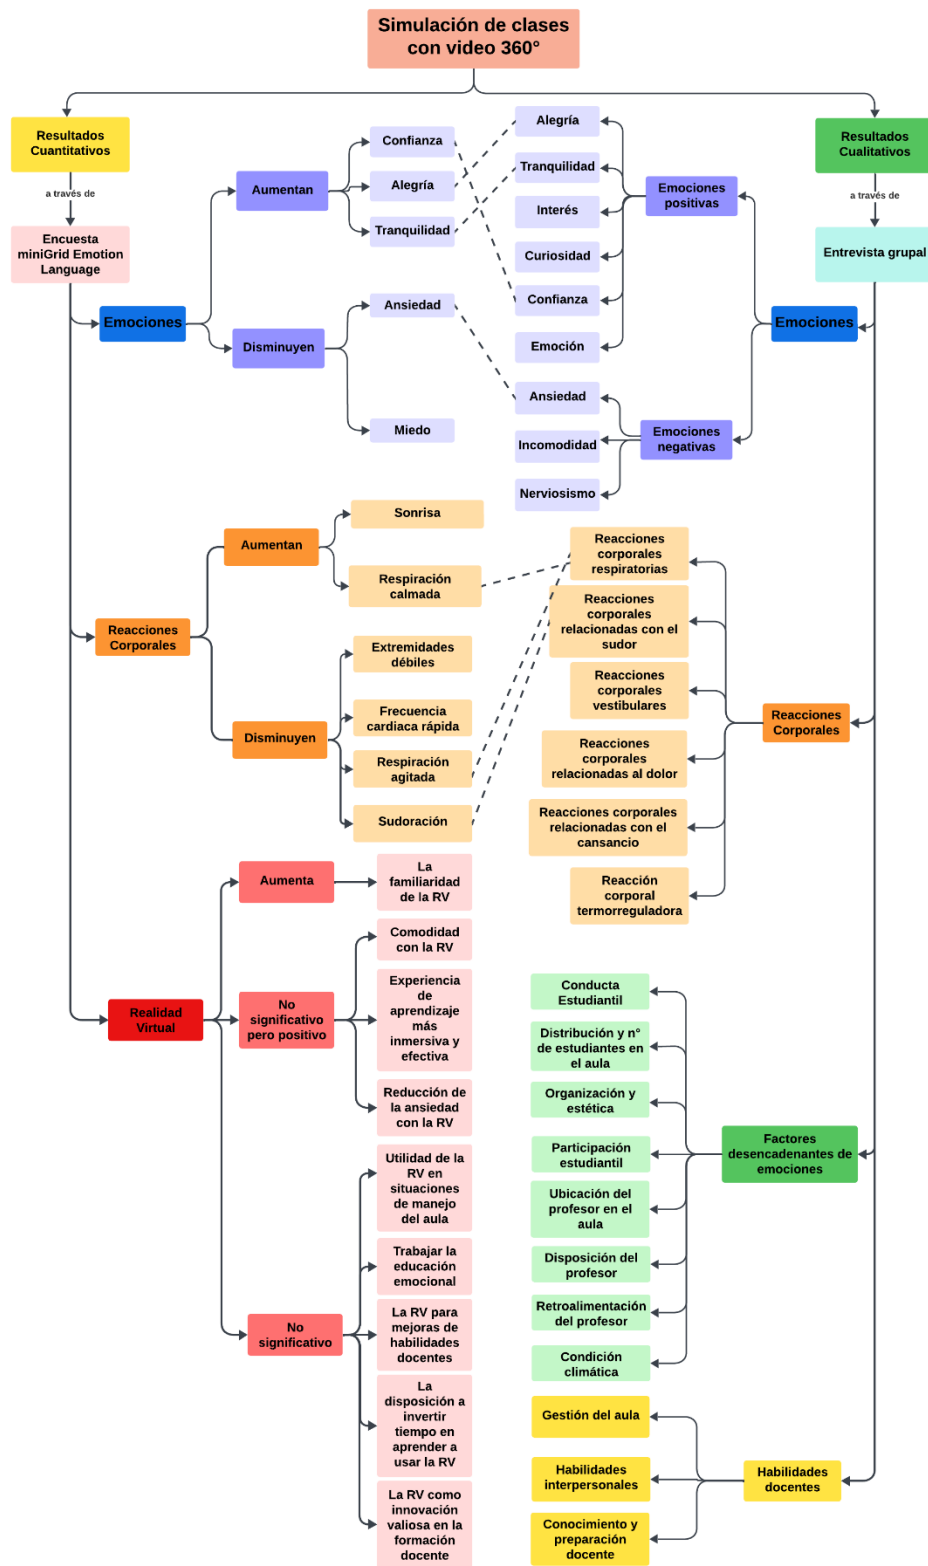 Simulación de clases
con video 360°
Resultados
Cuantitativos
a través de
Encuesta
miniGrid Emotion
Language
Emociones
Aumentan
Confianza
Alegría
Tranquilidad
Disminuyen
Ansiedad
Miedo
Reacciones
Corporales
Aumentan
Sonrisa
Respiración
calmada
Disminuyen
Extremidades
débiles
Frecuencia
cardiaca rápida
Respiración
agitada
Sudoración
Realidad
Virtual
Aumenta
La
familiaridad
de la RV
No
significativo
pero positivo
Comodidad
con la RV
Experiencia
de
aprendizaje
más
inmersiva y
efectiva
Reducción de
la ansiedad
con la RV
No
significativo
Utilidad de la
RV en
situaciones
de manejo
del aula
Trabajar la
educación
emocional
La RV para
mejoras de
habilidades
docentes
La
disposición a
invertir
tiempo en
aprender a
usar la RV
La RV como
innovación
valiosa en la
formación
docente
Resultados
Cualitativos
a través de
Entrevista grupal
Emociones
Emociones
positivas
Alegría
Tranquilidad
Interés
Curiosidad
Confianza
Emoción
Emociones
negativas
Ansiedad
Incomodidad
Nerviosismo
Reacciones
Corporales
Reacciones
corporales
respiratorias
Reacciones
corporales
relacionadas con el
sudor
Reacciones
corporales
vestibulares
Reacciones
corporales
relacionadas al dolor
Reacciones corporales
relacionadas con el
cansancio
Reacción
corporal
termorreguladora
Factores
desencadenantes de
emociones
Conducta
Estudiantil
Distribución y n°
de estudiantes en
el aula
Organización y
estética
Participación
estudiantil
Ubicación del
profesor en el
aula
Disposición del
profesor
Retroalimentación
del profesor
Condición
climática
Habilidades
docentes
Gestión del aula
Habilidades
interpersonales
Conocimiento y
preparación
docente